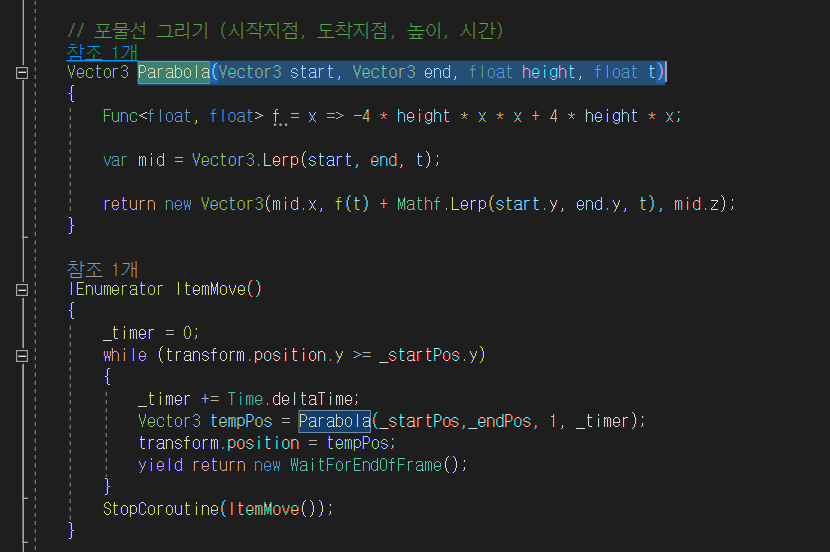 // 포물선 그리기 (시작지점, 도착지점, 높이, 시간)
참조 1개
Vector3 Parabola(Vector3 start, Vector3 end, float height, float t)
{
Func<float, float> f = x => -4 * height * x * x + 4 * height * x;
var mid = Vector3.Lerp(start, end, t);
return new Vector3(mid.x, f(t) + Mathf.Lerp(start.y, end.y, t), mid.z);
}
참조 1개
IEnumerator ItemMove()
{
_timer = 0;
while (transform.position.y >= _startPos.y)
{
_timer += Time.deltaTime;
Vector3 tempPos = Parabola(_startPos,_endPos, 1, _timer);
transform.position = tempPos;
yield return new WaitForEndOfFrame();
}
StopCoroutine(ItemMove());
}